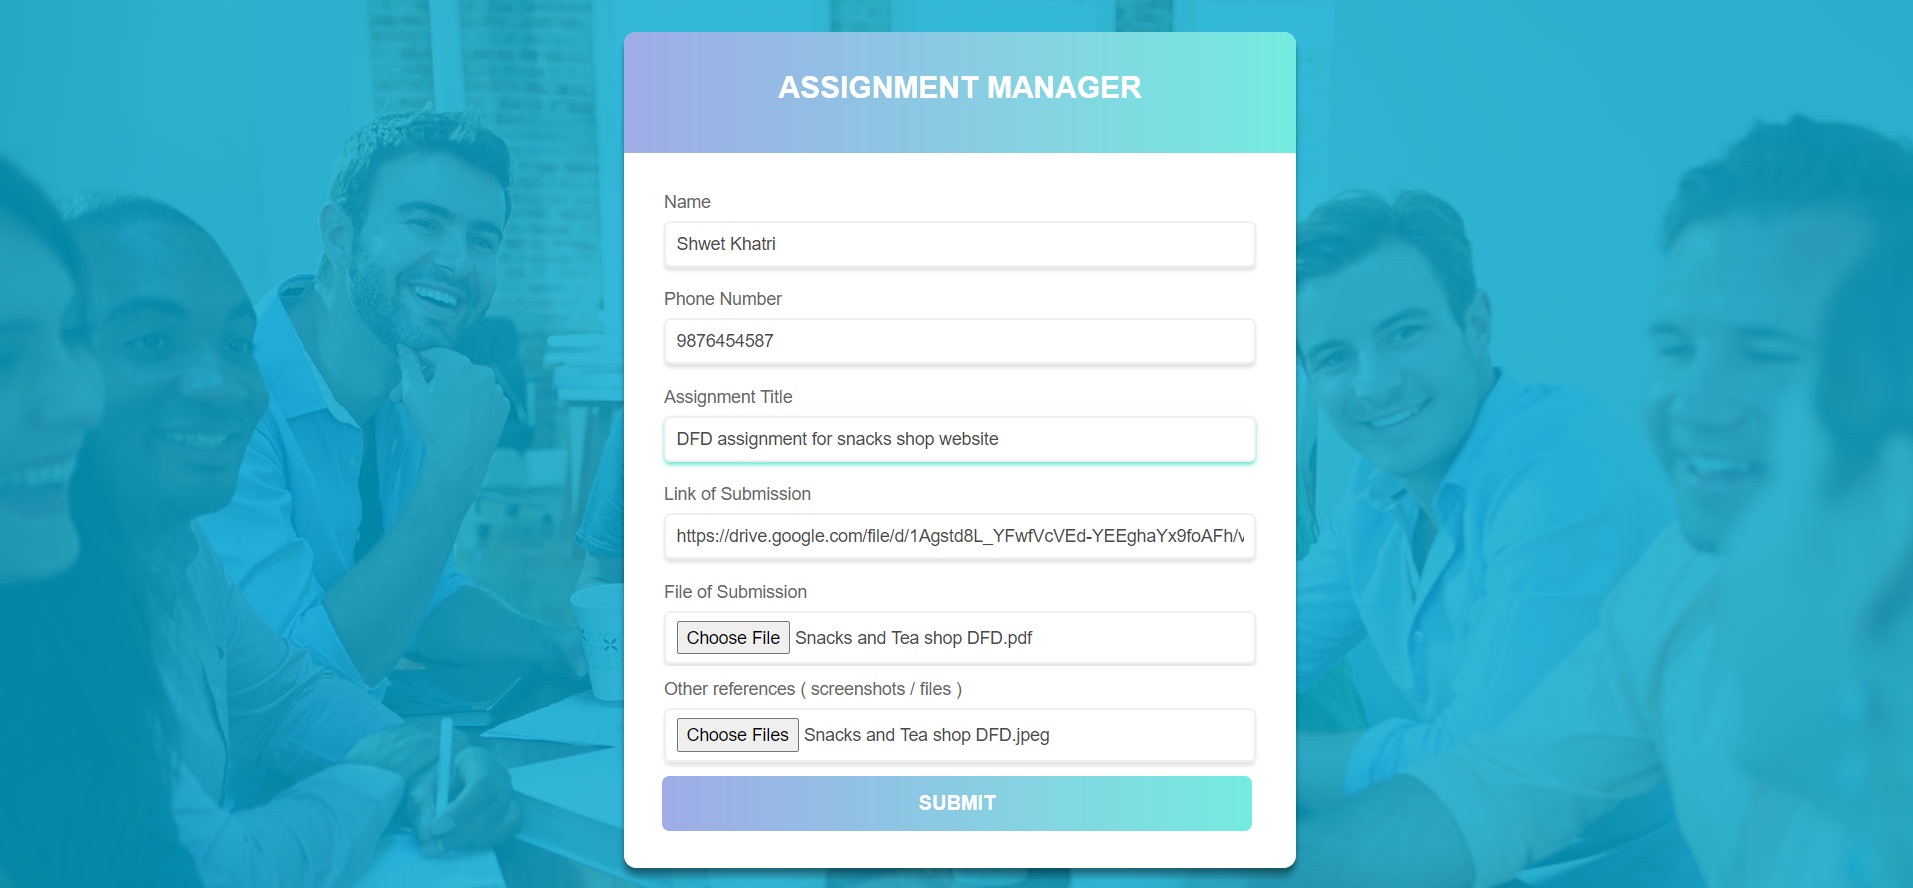 ASSIGNMENT MANAGER
Name
Shwet Khatri
Phone Number
9876454587
Assignment Title
DFD assignment for snacks shop website
Link of Submission
https://drive.google.com/file/d/1Agstd8L_YFwfVcVEd-YEEghaYx9foAFh/v
File of Submission
Choose File Snacks and Tea shop DFD.pdf
Other references ( screenshots / files )
Choose Files Snacks and Tea shop DFD.jpeg
SUBMIT